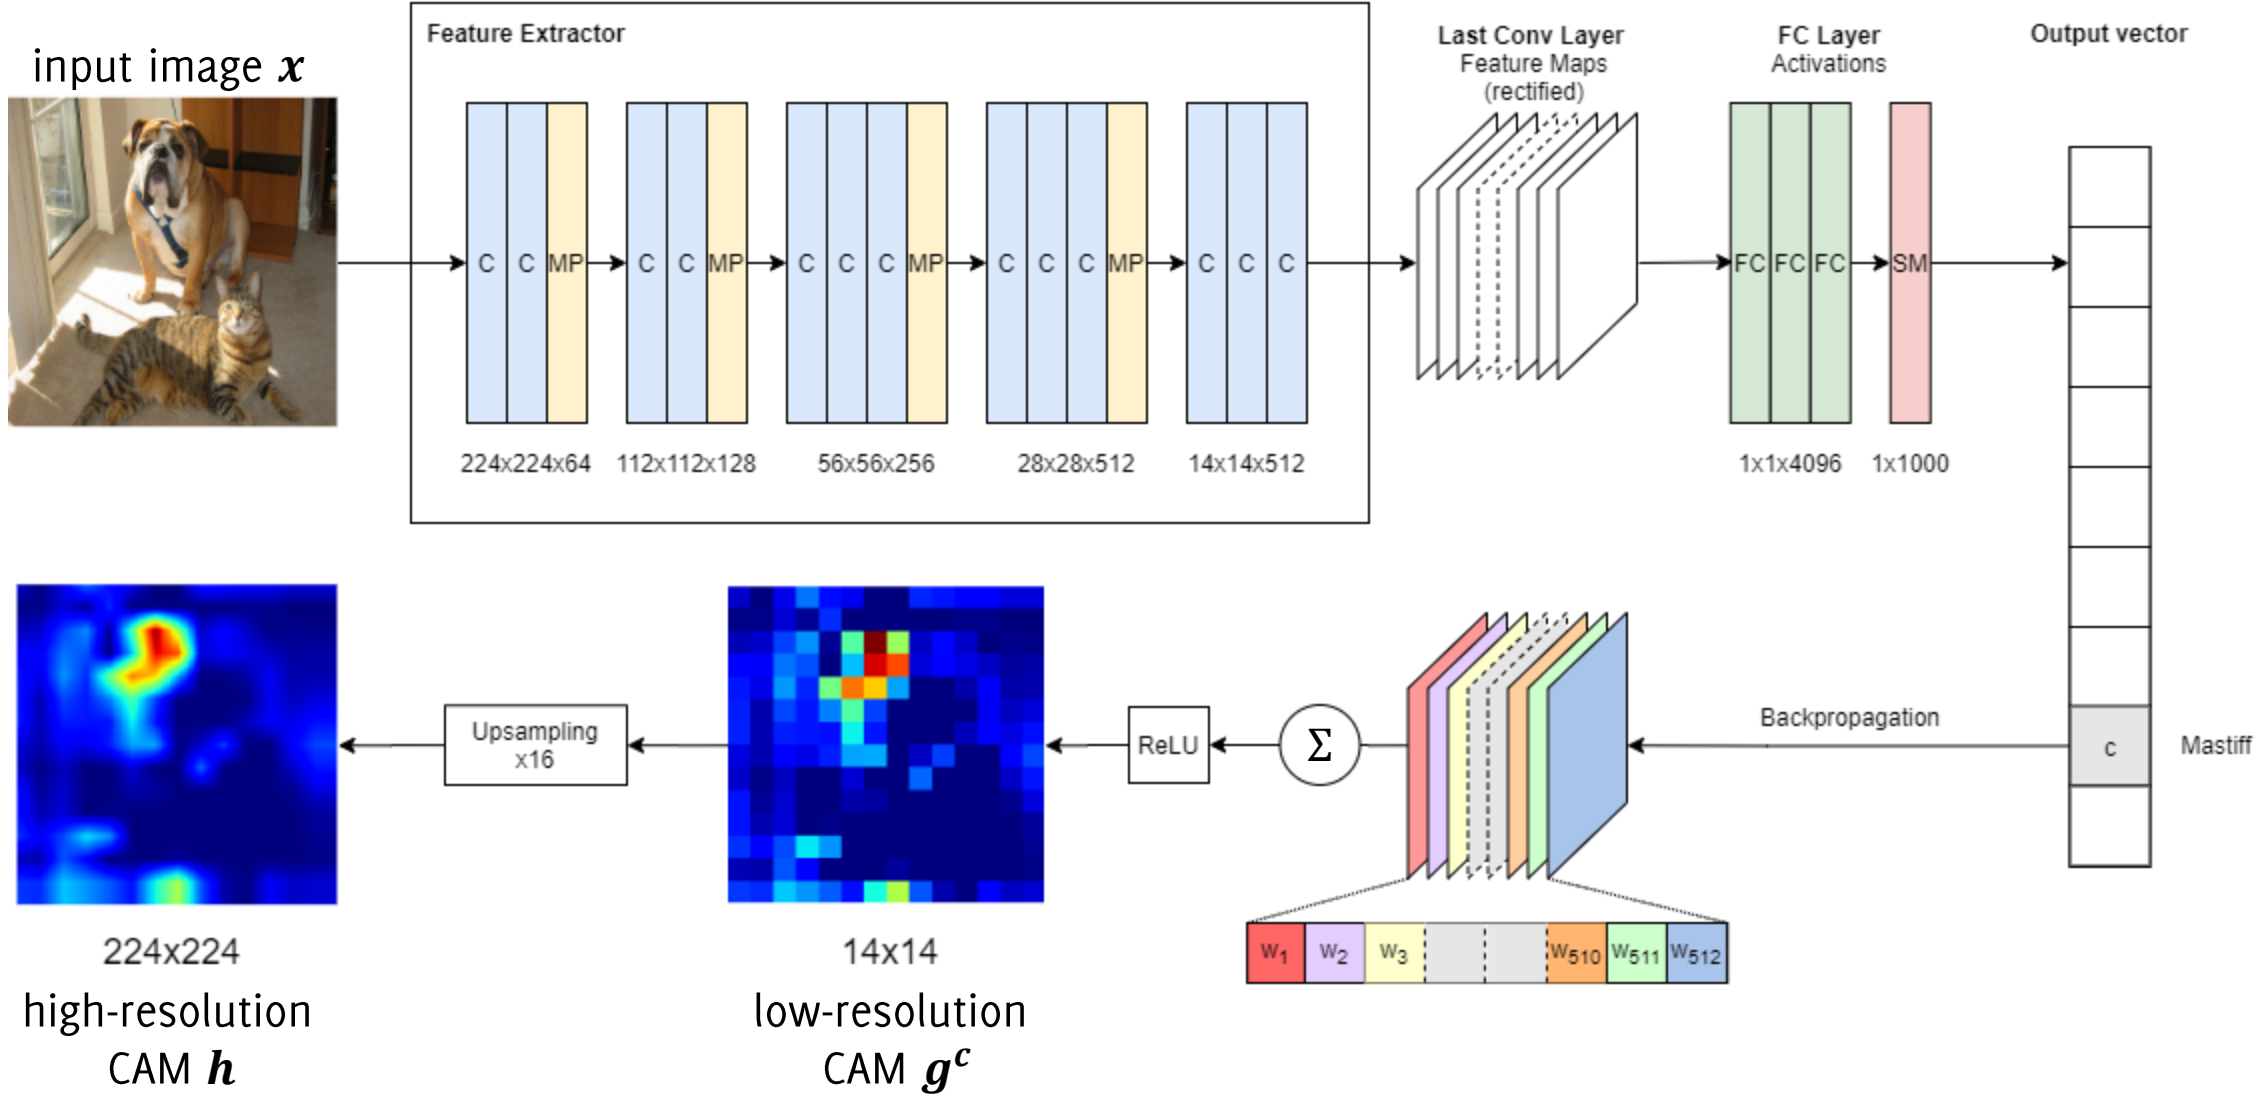 input image x
Feature Extractor
C C MP
C C MP
C C C MP
C C C MP
C C C
224x224x64
112x112x128
56x56x256
28x28x512
14x14x512
Last Conv Layer
Feature Maps
(rectified)
FC Layer
Activations
FC FC FC
SM
1x1x4096
1x1000
Output vector
c
Mastiff
Backpropagation
w1 w2 w3 w510 w511 w512
Σ
ReLU
14x14
low-resolution
CAM g^c
Upsampling
x16
224x224
high-resolution
CAM h